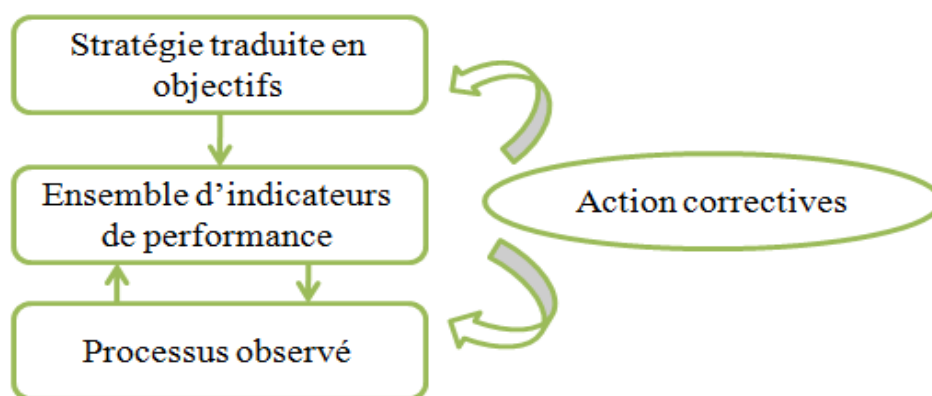 Stratégie traduite en
objectifs
Ensemble d’indicateurs
de performance
Action correctives
Processus observé